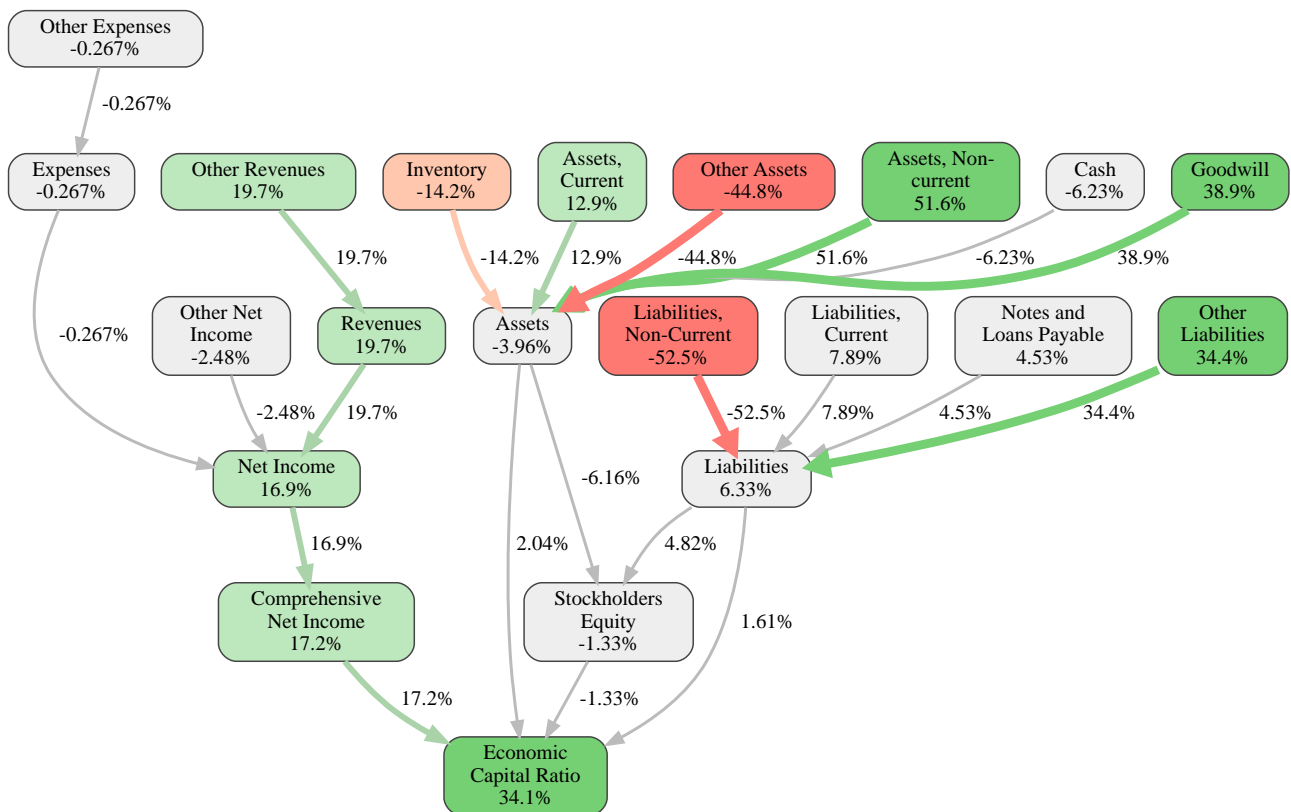 Other Expenses
-0.267%
-0.267%
Expenses
-0.267%
Other Revenues
19.7%
Inventory
-14.2%
Assets,
Current
12.9%
Other Assets
-44.8%
Assets, Non-
current
51.6%
Cash
-6.23%
Goodwill
38.9%
19.7%
-14.2%
12.9%
-44.8%
51.6%
-6.23%
38.9%
-0.267%
Other Net
Income
-2.48%
Revenues
19.7%
Assets
-3.96%
Liabilities,
Non-Current
-52.5%
Liabilities,
Current
7.89%
Notes and
Loans Payable
4.53%
Other
Liabilities
34.4%
-2.48%
19.7%
-52.5%
7.89%
4.53%
34.4%
Net Income
16.9%
-6.16%
Liabilities
6.33%
16.9%
2.04%
4.82%
Comprehensive
Net Income
17.2%
Stockholders
Equity
-1.33%
1.61%
17.2%
-1.33%
Economic
Capital Ratio
34.1%